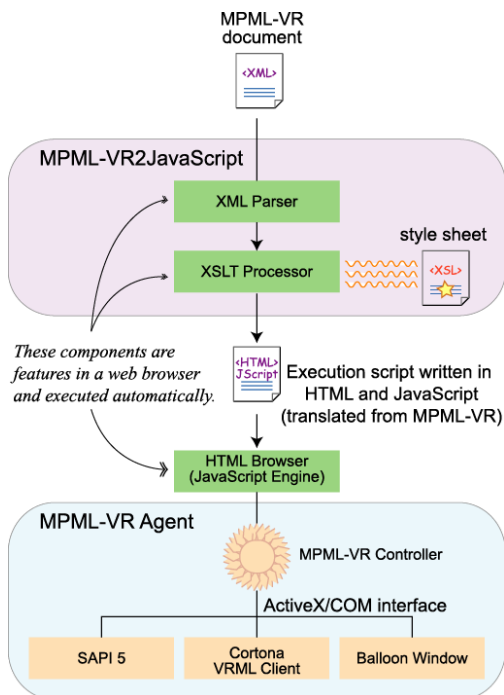 MPML-VR
document
<XML>
MPML-VR2JavaScript
XML Parser
XSLT Processor
style sheet
<XSL>
These components are
features in a web browser
and executed automatically.
<HTML>
JScript
Execution script written in
HTML and JavaScript
(translated from MPML-VR)
HTML Browser
(JavaScript Engine)
MPML-VR Agent
MPML-VR Controller
ActiveX/COM interface
SAPI 5
Cortona
VRML Client
Balloon Window